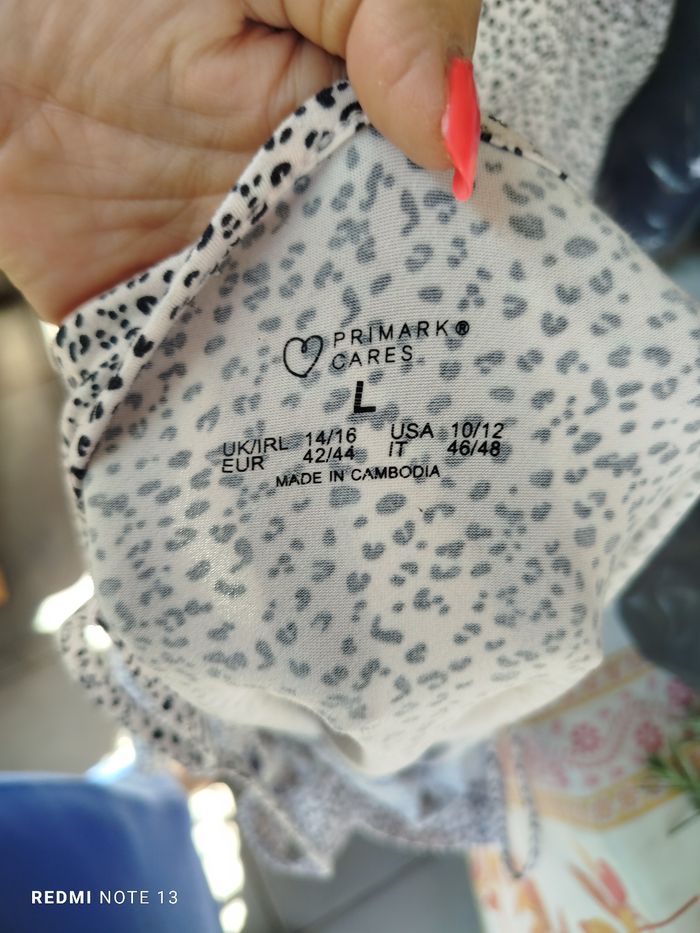 PRIMARK®
CARES
L
UK/IRL 14/16 USA 10/12
EUR 42/44 IT 46/48
MADE IN CAMBODIA
REDMI NOTE 13